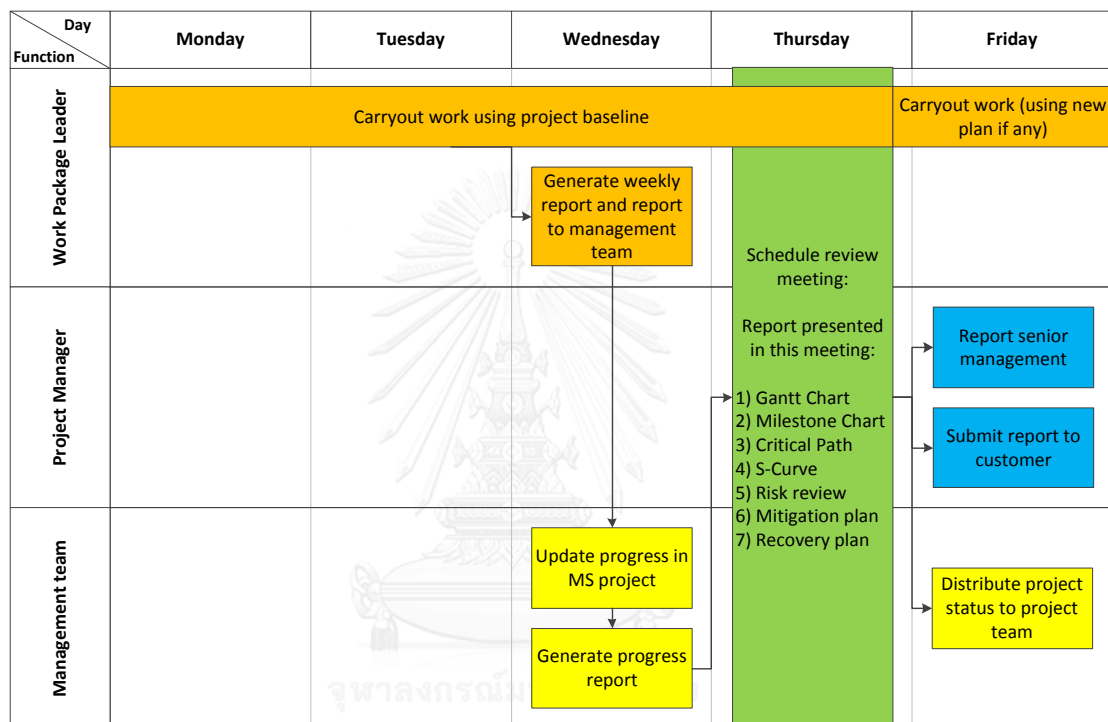 Day
Function
Monday
Tuesday
Wednesday
Thursday
Friday
Work Package Leader
Carryout work using project baseline
Carryout work (using new
plan if any)
Generate weekly
report and report
to management
team
Schedule review
meeting:
Report presented
in this meeting:
1) Gantt Chart
2) Milestone Chart
3) Critical Path
4) S-Curve
5) Risk review
6) Mitigation plan
7) Recovery plan
Project Manager
Report senior
management
Submit report to
customer
Management team
Update progress in
MS project
Generate progress
report
Distribute project
status to project
team